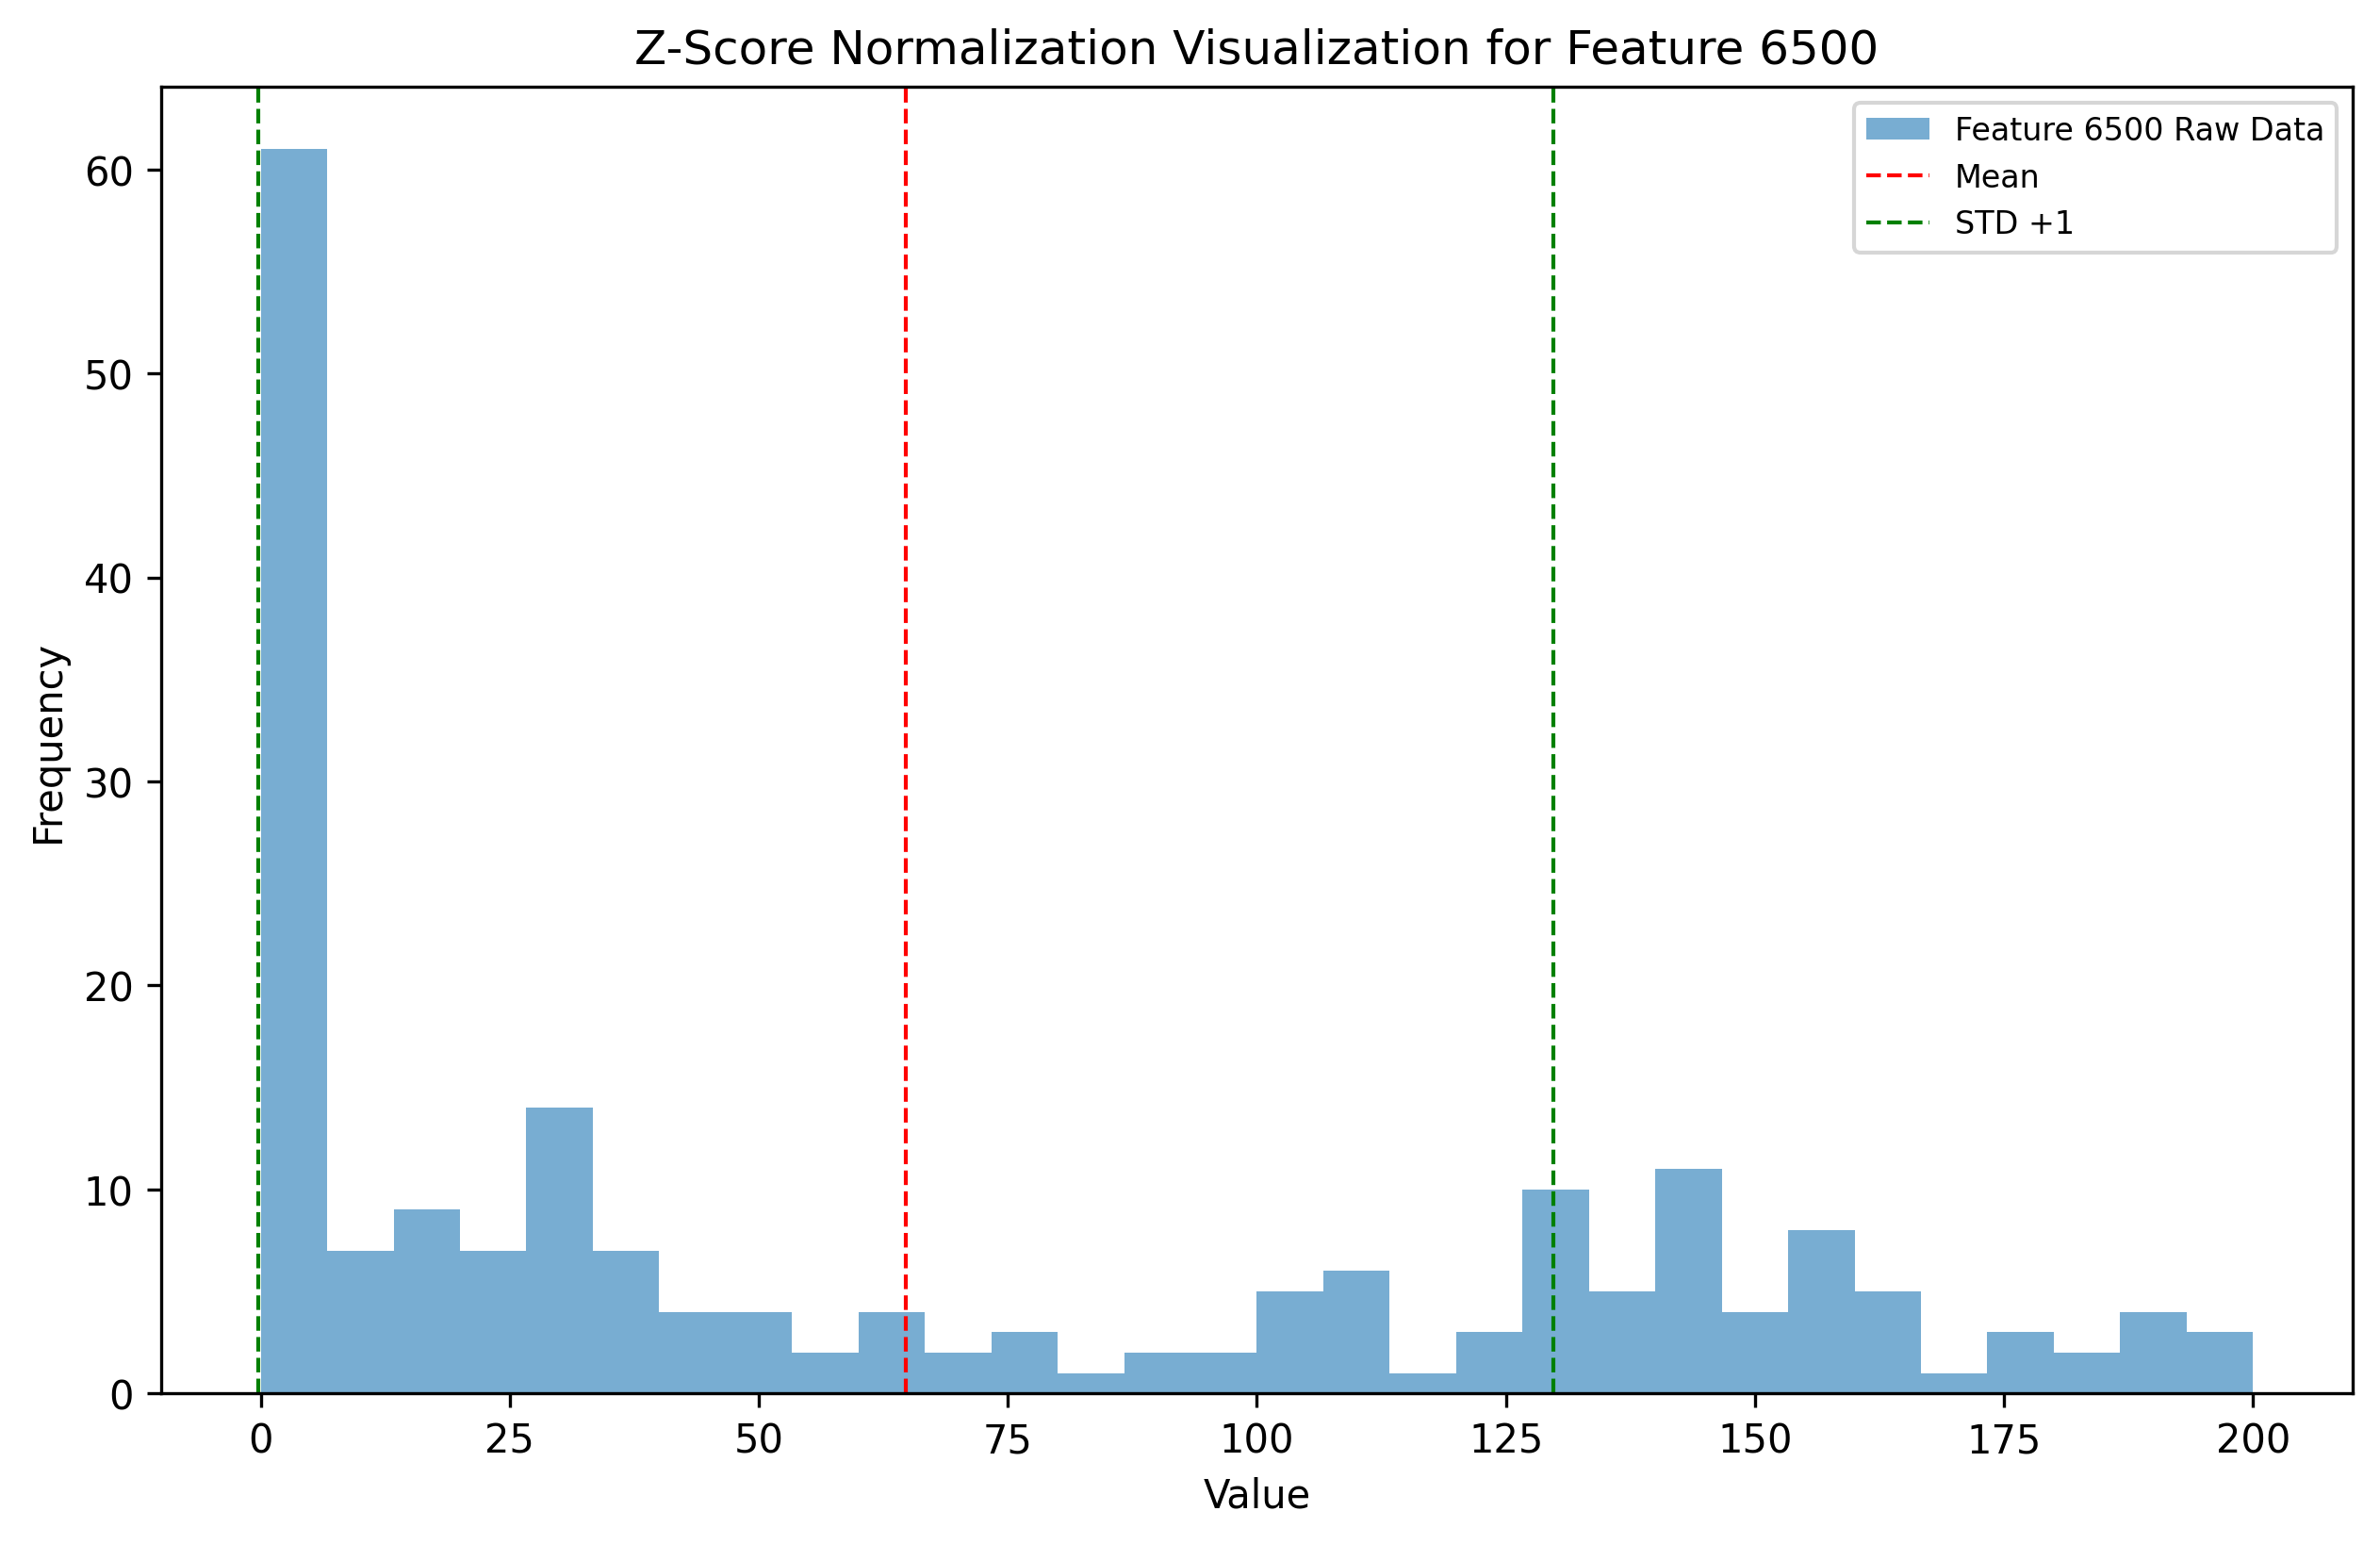 Z-Score Normalization Visualization for Feature 6500
Feature 6500 Raw Data
Mean
STD +1
Frequency
60
50
40
30
20
10
0
0 25 50 75 100 125 150 175 200
Value